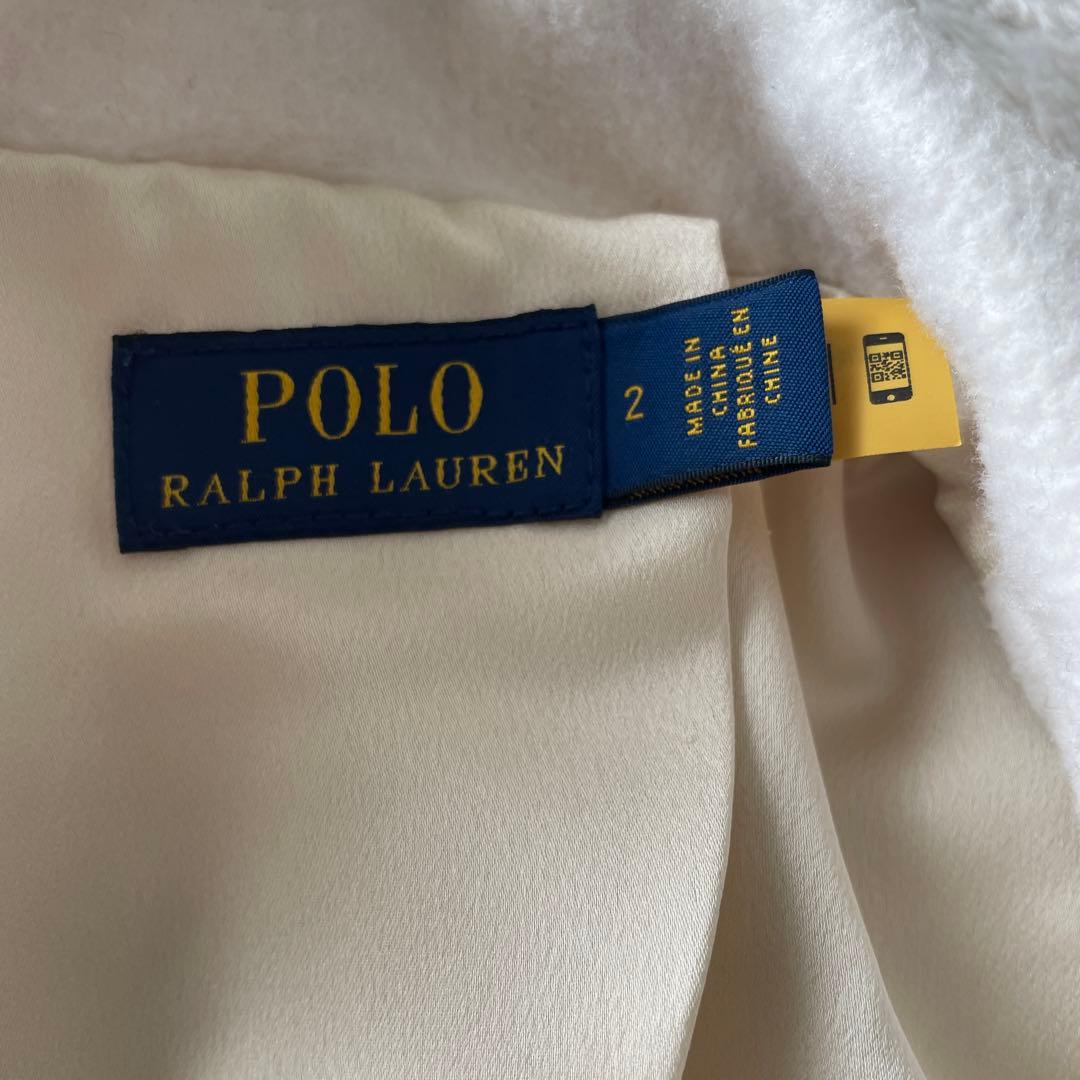 POLO
RALPH LAUREN
2
MADE IN
CHINA
FABRIQUÉ EN
CHINE